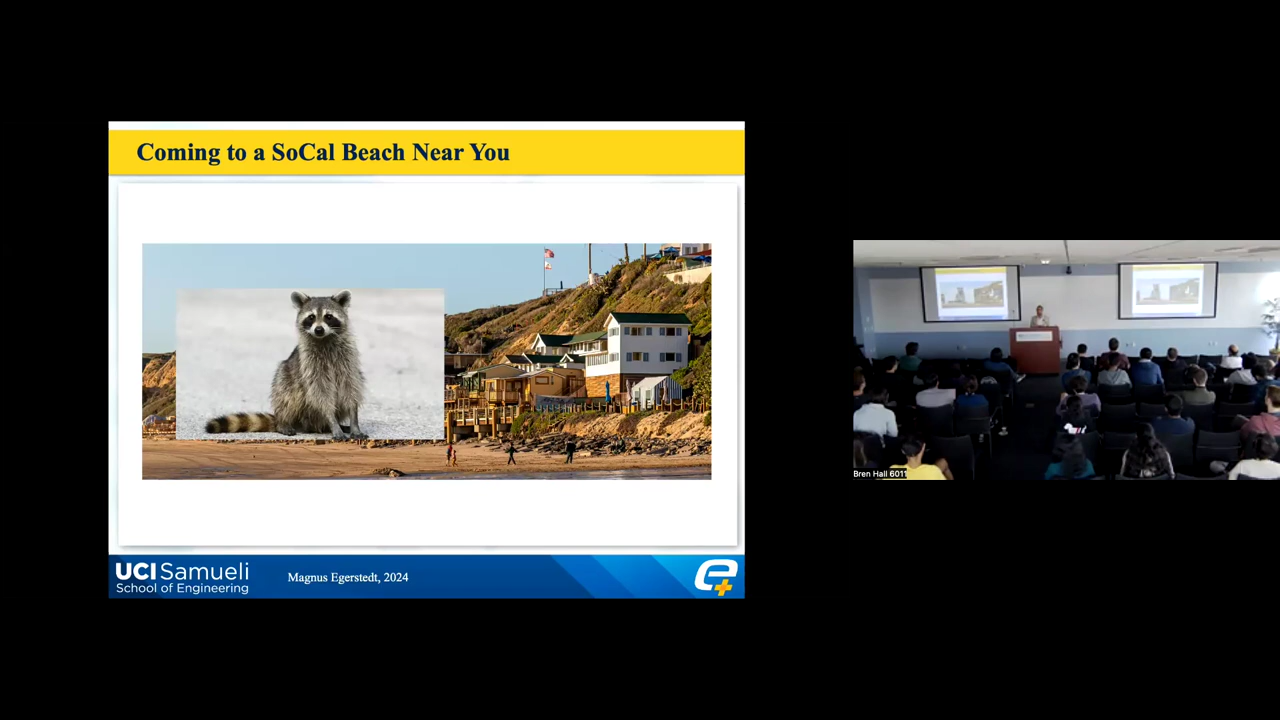 Coming to a SoCal Beach Near You
UCI Samueli
School of Engineering
Magnus Egerstedt, 2024
e+
Bren Hall 6011